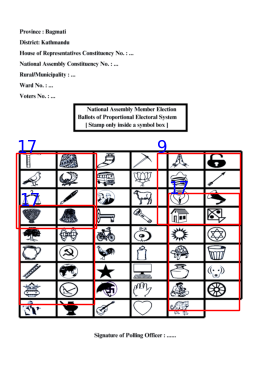 Province : Bagmati
District: Kathmandu
House of Representatives Constituency No. : ...
National Assembly Constituency No. : ...
Rural/Municipality : ...
Ward No. : ...
Voters No. : ...
National Assembly Member Election
Ballots of Proportional Electoral System
[ Stamp only inside a symbol box ]
17
9
17
17
Signature of Polling Officer : ......